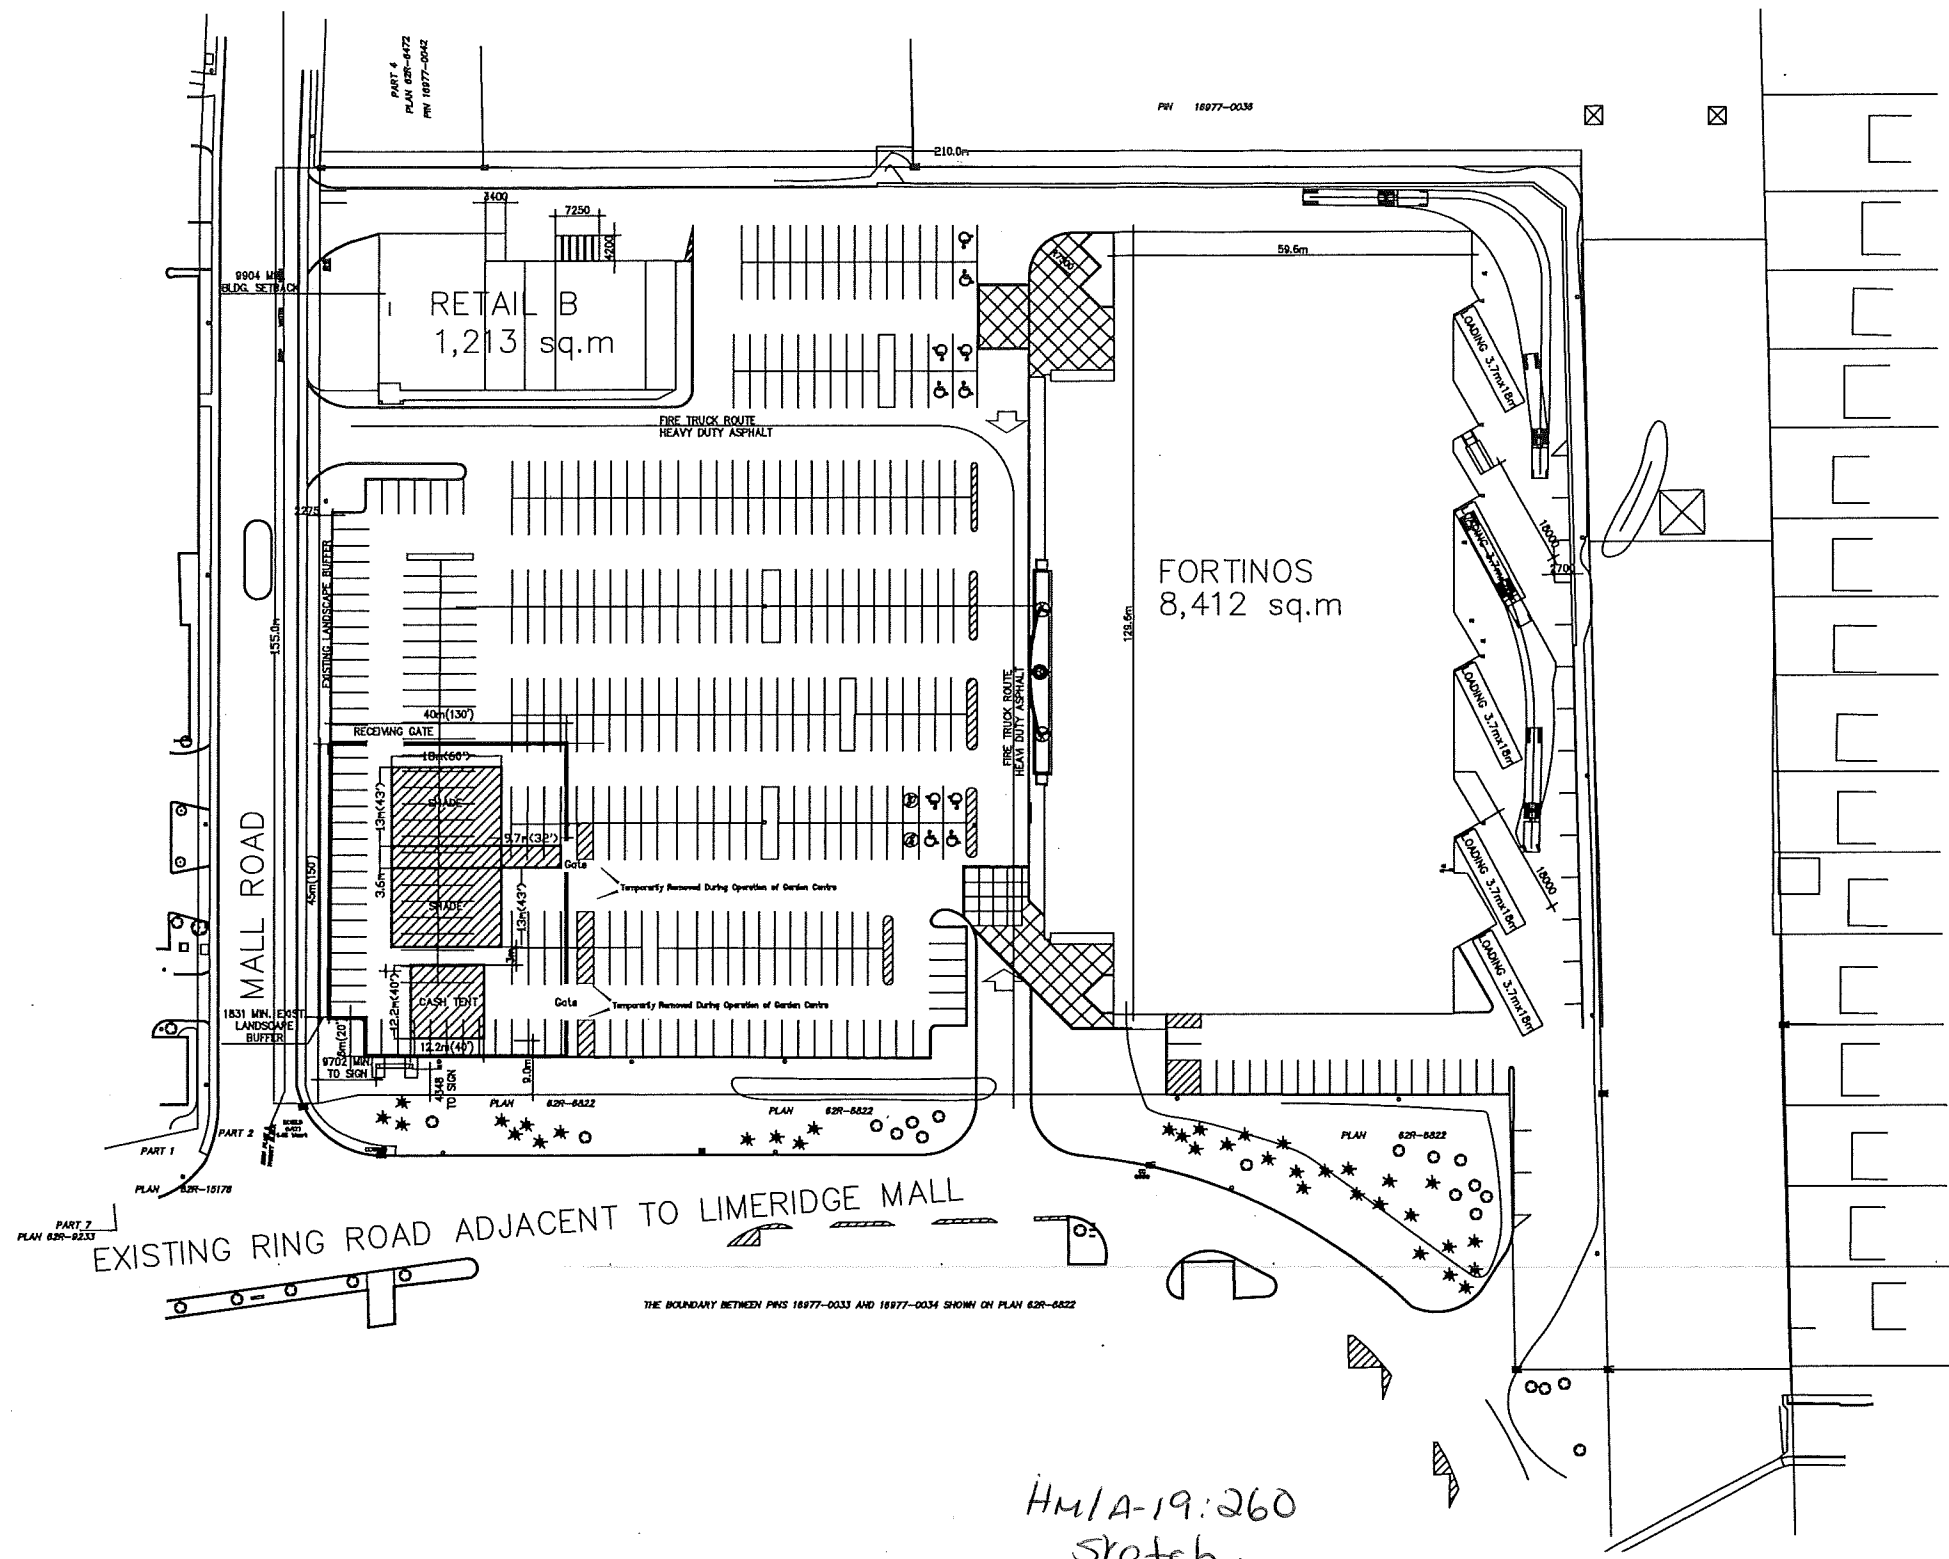 PART 4
PLAN 62R-6472
PIN 16977-0042
PIN 16977-0036
210.0m
3400
7250
4200
R7500
59.6m
9904 MIN.
BLDG. SETBACK
RETAIL B
1,213 sq.m
LOADING 3.7mx18m
FIRE TRUCK ROUTE
HEAVY DUTY ASPHALT
2275
EXISTING LANDSCAPE BUFFER
155.0m
18000
2700
LOADING 3.7mx18m
FORTINOS
8,412 sq.m
129.6m
FIRE TRUCK ROUTE
HEAVY DUTY ASPHALT
LOADING 3.7mx18m
40m(130')
RECEIVING GATE
18m(60')
SHADE
13m(43')
9.7m(32')
Gate
Temporarily Removed During Operation of Garden Centre
MALL ROAD
45m(150')
3.6m
SHADE
13m(43')
3m
LOADING 3.7mx18m
18000
LOADING 3.7mx18m
CASH TENT
12.2m(40')
12.2m(40')
Gate
Temporarily Removed During Operation of Garden Centre
1831 MIN. EXIST.
LANDSCAPE
BUFFER
6m(20')
9702 MIN.
TO SIGN
4348
TO SIGN
9.0m
PLAN 62R-6822
PLAN 62R-6822
PLAN 62R-6822
PART 2
PART 1
PLAN 62R-15178
PART 7
PLAN 62R-9233
EXISTING RING ROAD ADJACENT TO LIMERIDGE MALL
THE BOUNDARY BETWEEN PINS 16977-0033 AND 16977-0034 SHOWN ON PLAN 62R-6822
HM/A-19:260
Sketch